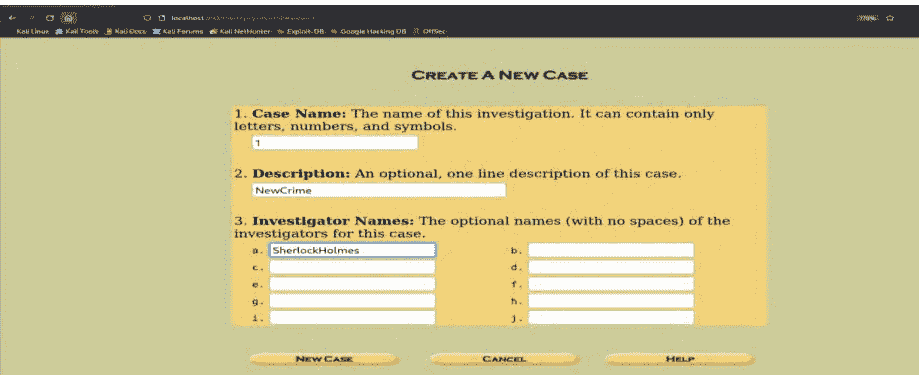 localhost
Kali Linux Kali Tools Kali Docs Kali Forums Kali NetHunter Exploit-DB Google Hacking DB OffSec
CREATE A NEW CASE
1. Case Name: The name of this investigation. It can contain only
letters, numbers, and symbols.
1
2. Description: An optional, one line description of this case.
NewCrime
3. Investigator Names: The optional names (with no spaces) of the
investigators for this case.
a. SherlockHolmes b.
c. d.
e. f.
g. h.
i. j.
NEW CASE CANCEL HELP